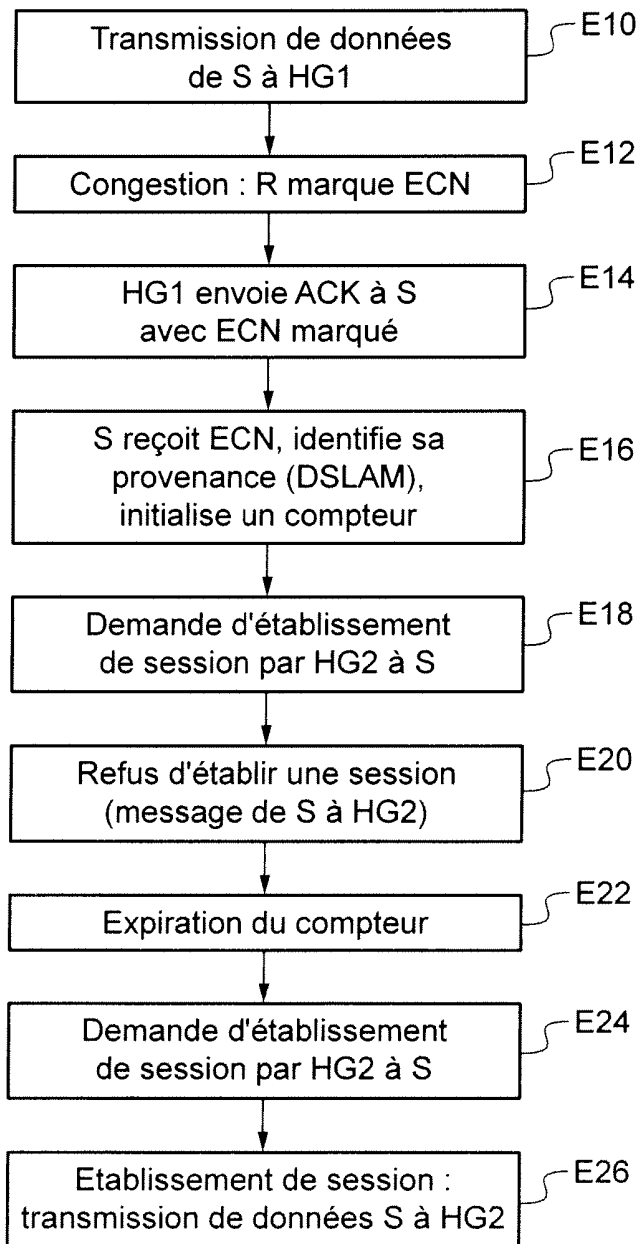 Transmission de données
de S à HG1
E10
Congestion : R marque ECN
E12
HG1 envoie ACK à S
avec ECN marqué
E14
S reçoit ECN, identifie sa
provenance (DSLAM),
initialise un compteur
E16
Demande d'établissement
de session par HG2 à S
E18
Refus d'établir une session
(message de S à HG2)
E20
Expiration du compteur
E22
Demande d'établissement
de session par HG2 à S
E24
Etablissement de session :
transmission de données S à HG2
E26